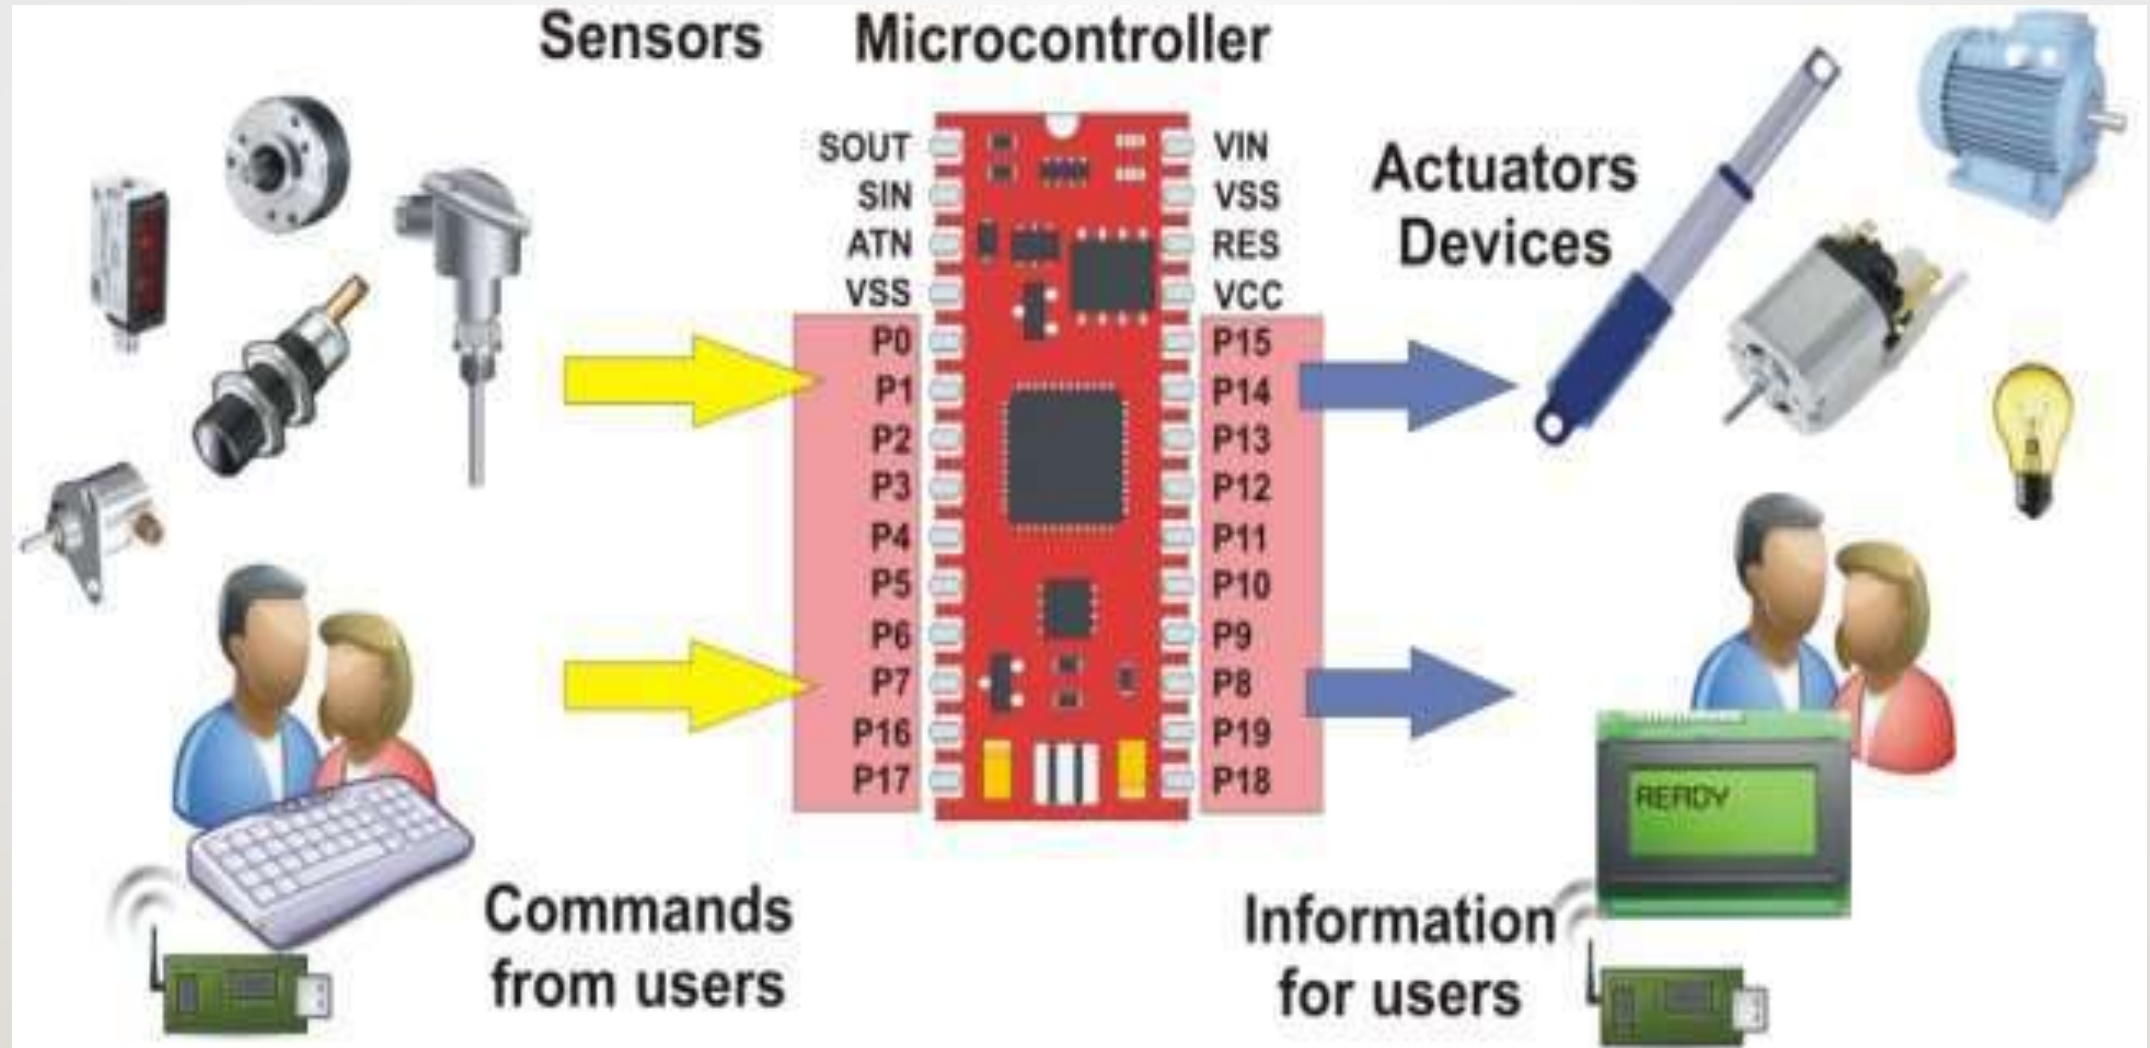 Sensors
Microcontroller
SOUT
SIN
ATN
VSS
P0
P1
P2
P3
P4
P5
P6
P7
P16
P17
VIN
VSS
RES
VCC
P15
P14
P13
P12
P11
P10
P9
P8
P19
P18
Actuators
Devices
READY
Commands
from users
Information
for users